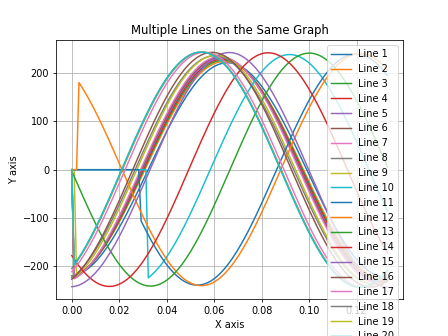 Multiple Lines on the Same Graph
Y axis
200
100
0
−100
−200
0.00
0.02
0.04
0.06
0.08
0.10
X axis
Line 1
Line 2
Line 3
Line 4
Line 5
Line 6
Line 7
Line 8
Line 9
Line 10
Line 11
Line 12
Line 13
Line 14
Line 15
Line 16
Line 17
Line 18
Line 19
Line 20